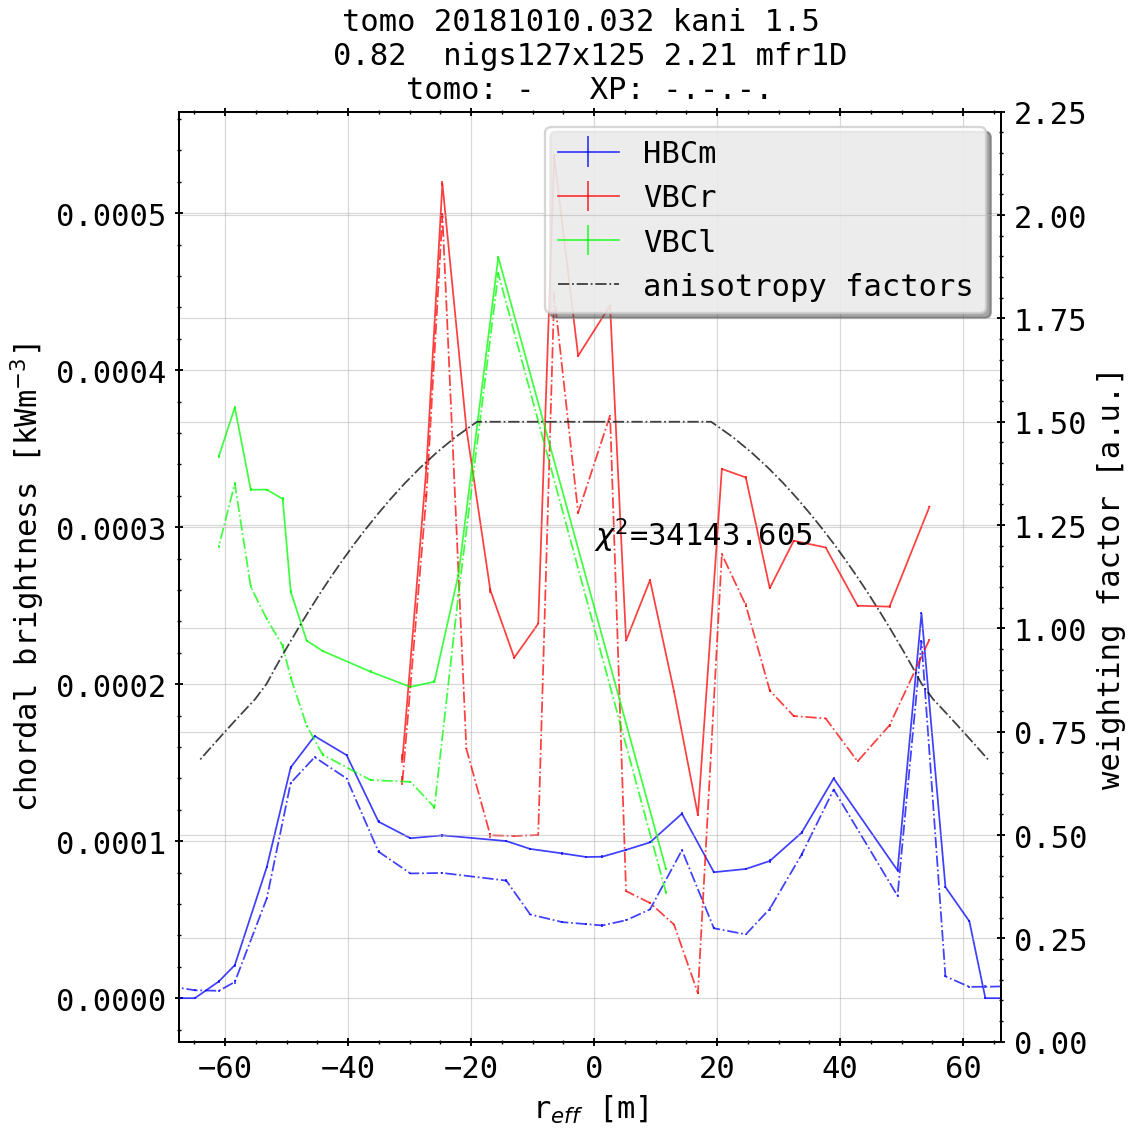 tomo 20181010.032 kani 1.5
0.82  nigs127x125 2.21 mfr1D
tomo: -   XP: -.-.-.
HBCm
VBCr
VBCl
anisotropy factors
χ²=34143.605
chordal brightness [kWm⁻³]
0.0005
0.0004
0.0003
0.0002
0.0001
0.0000
2.25
2.00
1.75
1.50
1.25
1.00
0.75
0.50
0.25
0.00
weighting factor [a.u.]
−60 −40 −20 0 20 40 60
r_eff [m]